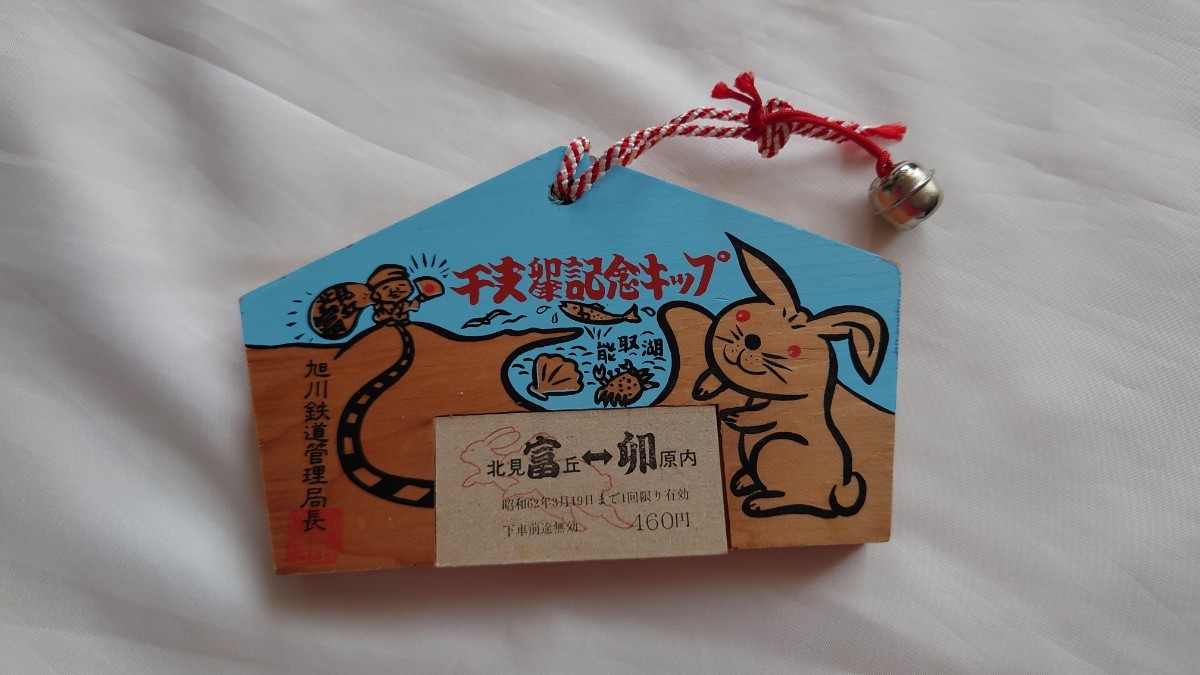 干支卯記念キップ
能取湖
旭川鉄道管理局長
北見富丘↔卯原内
昭和62年3月19日まで1回限り有効
下車前途無効 460円